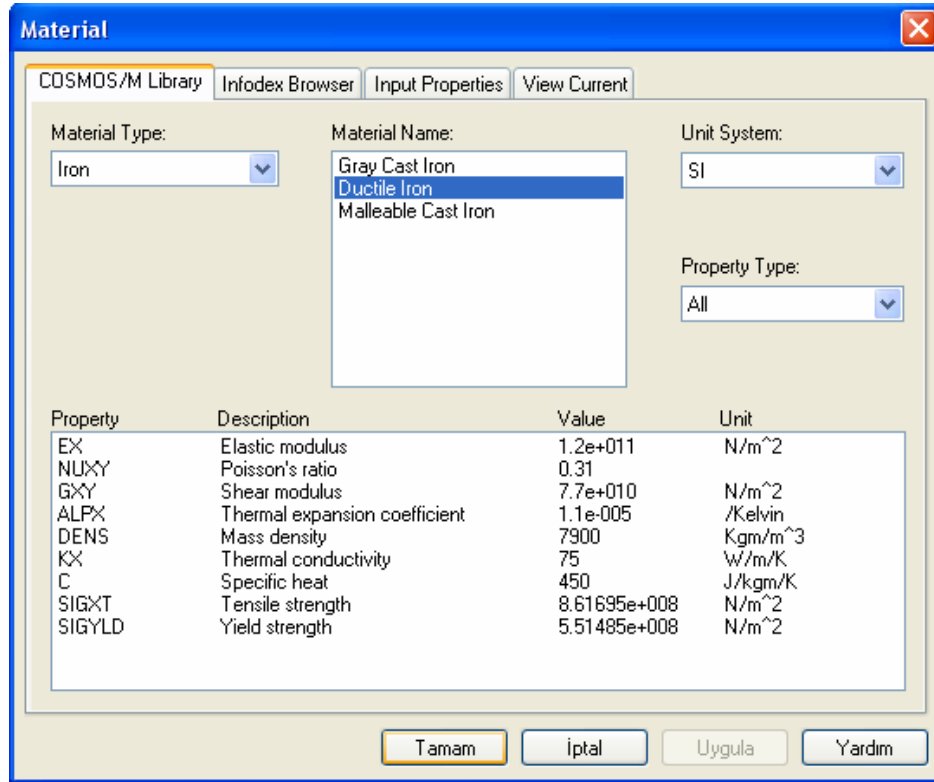 Material
COSMOS/M Library Infodex Browser Input Properties View Current
Material Type: Material Name: Unit System:
Iron Gray Cast Iron SI
Ductile Iron
Malleable Cast Iron
Property Type:
All
Property Description Value Unit
EX Elastic modulus 1.2e+011 N/m^2
NUXY Poisson's ratio 0.31
GXY Shear modulus 7.7e+010 N/m^2
ALPX Thermal expansion coefficient 1.1e-005 /Kelvin
DENS Mass density 7900 Kgm/m^3
KX Thermal conductivity 75 W/m/K
C Specific heat 450 J/kgm/K
SIGXT Tensile strength 8.61695e+008 N/m^2
SIGYLD Yield strength 5.51485e+008 N/m^2
Tamam İptal Uygula Yardım